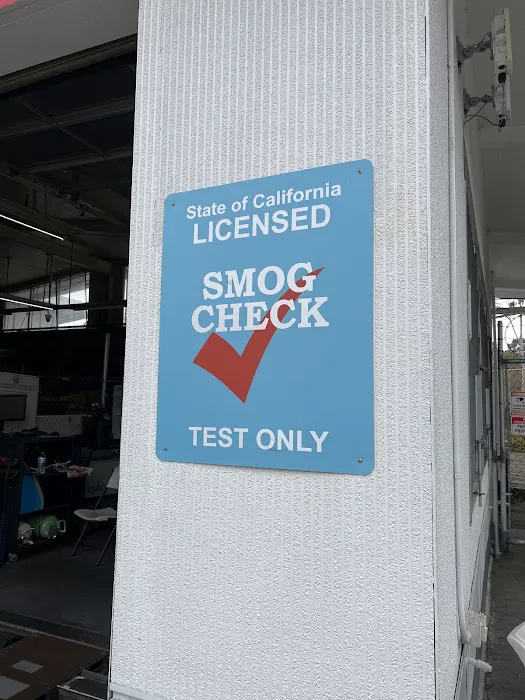 State of California
LICENSED
SMOG
CHECK
TEST ONLY